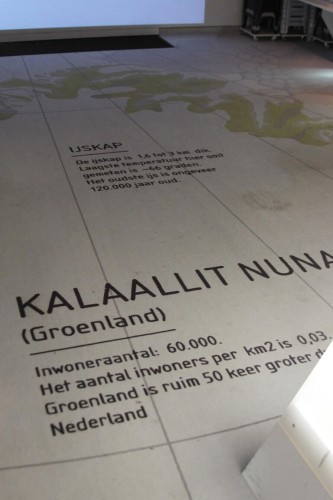 IJSKAP
De ijskap is 1,6 tot 3 km. dik.
Laagste temperatuur hier ooit
gemeten is -66 graden.
Het oudste ijs is ongeveer
120.000 jaar oud.
KALAALLIT NUNA
(Groenland)
Inwoneraantal: 60.000.
Het aantal inwoners per km2 is 0,03.
Groenland is ruim 50 keer groter d
Nederland